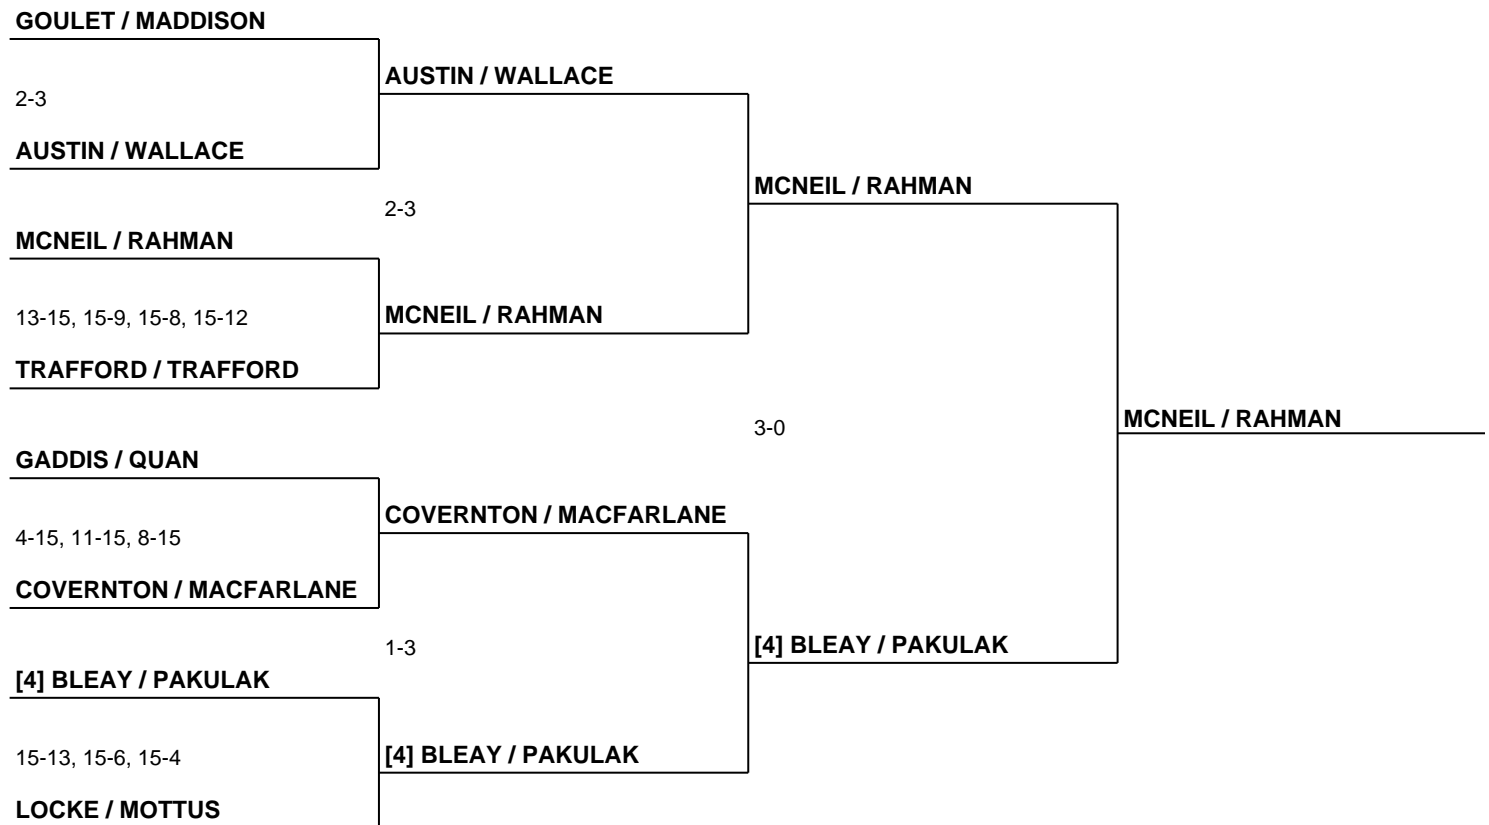 GOULET / MADDISON
AUSTIN / WALLACE
2-3
AUSTIN / WALLACE
MCNEIL / RAHMAN
2-3
MCNEIL / RAHMAN
13-15, 15-9, 15-8, 15-12
MCNEIL / RAHMAN
TRAFFORD / TRAFFORD
MCNEIL / RAHMAN
3-0
GADDIS / QUAN
COVERNTON / MACFARLANE
4-15, 11-15, 8-15
COVERNTON / MACFARLANE
1-3
[4] BLEAY / PAKULAK
[4] BLEAY / PAKULAK
15-13, 15-6, 15-4
[4] BLEAY / PAKULAK
LOCKE / MOTTUS